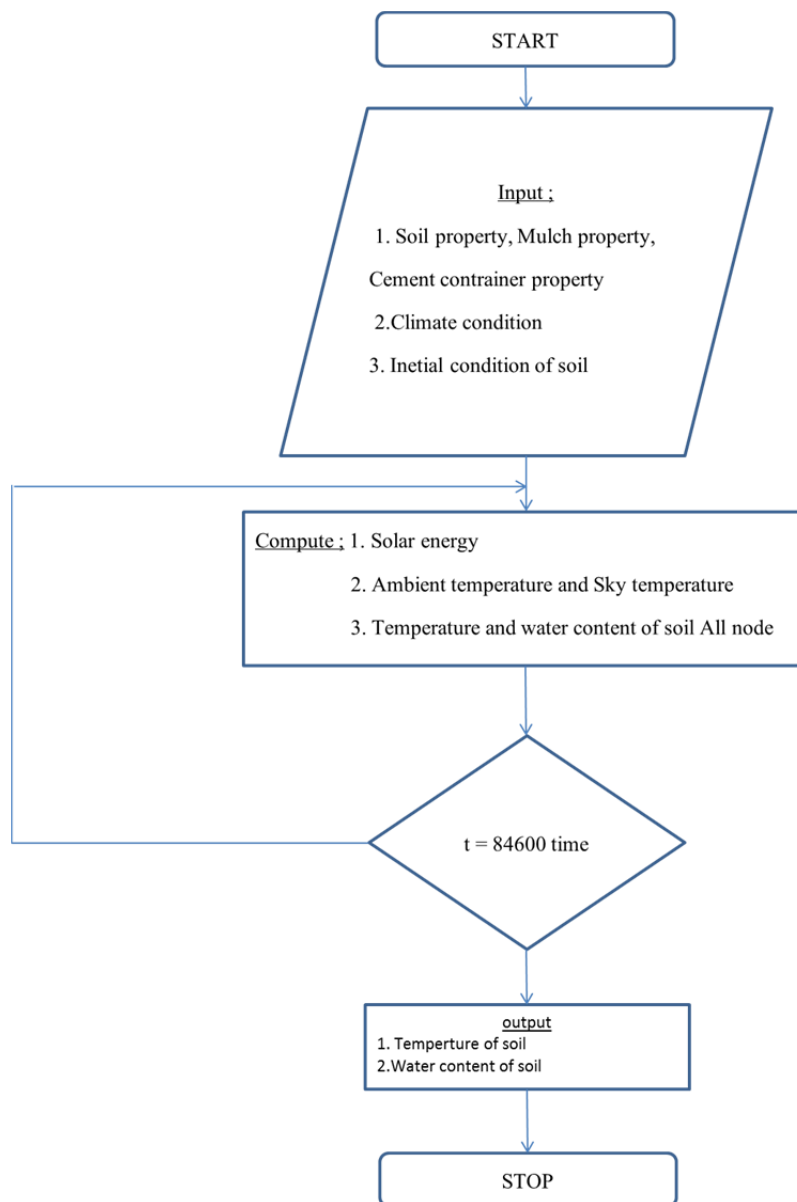 START
Input ;
1. Soil property, Mulch property,
Cement contrainer property
2.Climate condition
3. Inetial condition of soil
Compute ; 1. Solar energy
2. Ambient temperature and Sky temperature
3. Temperature and water content of soil All node
t = 84600 time
output
1. Temperture of soil
2.Water content of soil
STOP